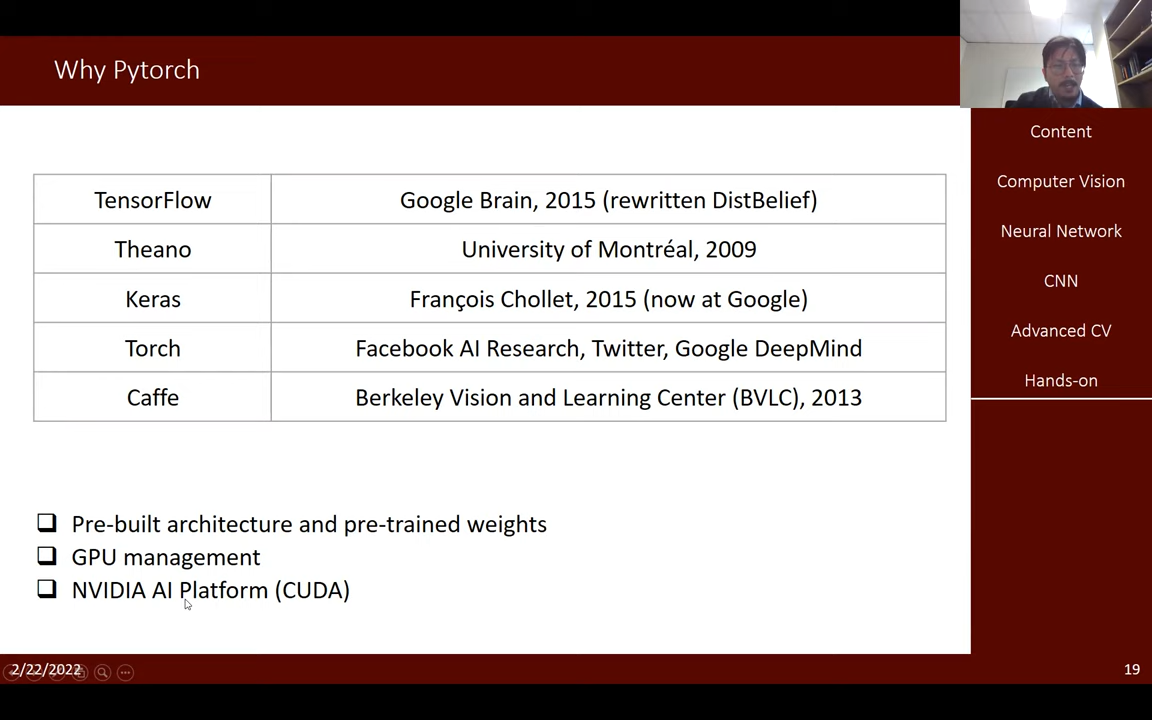 Why Pytorch
TensorFlow
Google Brain, 2015 (rewritten DistBelief)
Theano
University of Montréal, 2009
Keras
François Chollet, 2015 (now at Google)
Torch
Facebook AI Research, Twitter, Google DeepMind
Caffe
Berkeley Vision and Learning Center (BVLC), 2013
Pre-built architecture and pre-trained weights
GPU management
NVIDIA AI Platform (CUDA)
Content
Computer Vision
Neural Network
CNN
Advanced CV
Hands-on
2/22/2022
19